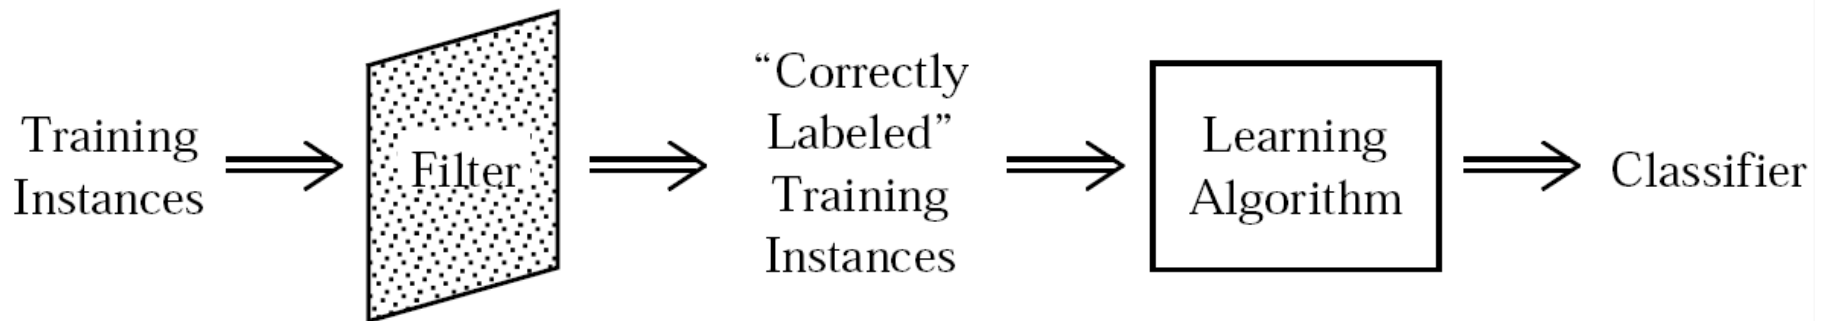 Training
Instances
Filter
“Correctly
Labeled”
Training
Instances
Learning
Algorithm
Classifier